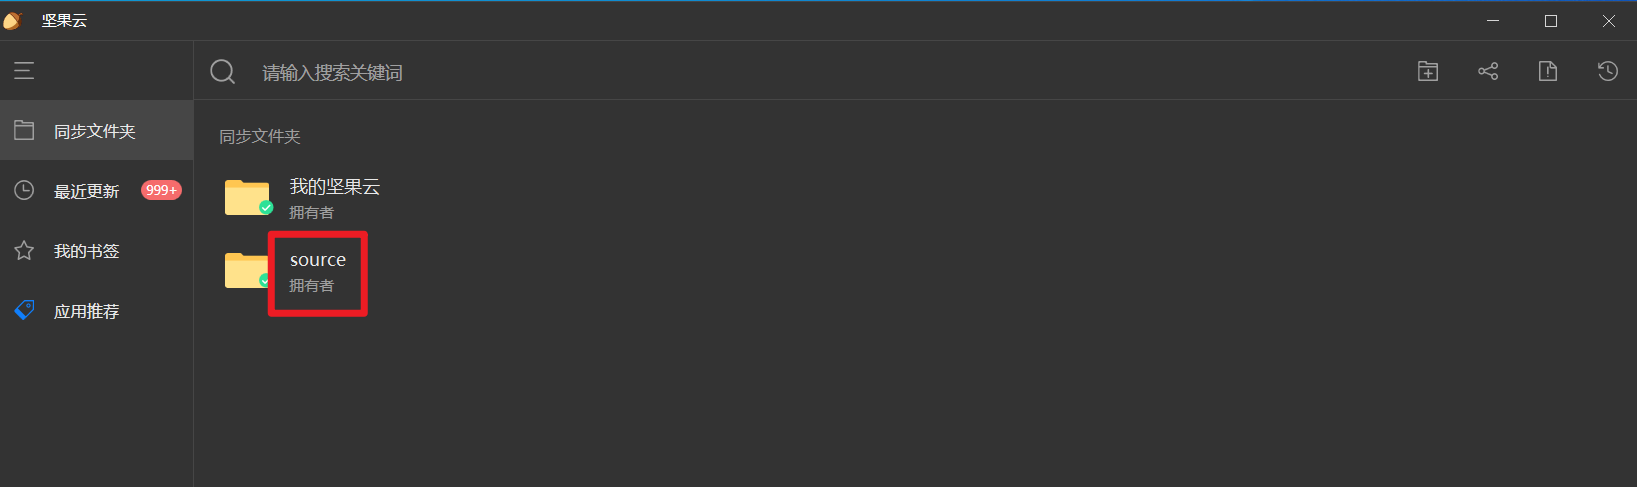 坚果云
请输入搜索关键词
同步文件夹
最近更新 999+
我的书签
应用推荐
同步文件夹
我的坚果云
拥有者
source
拥有者